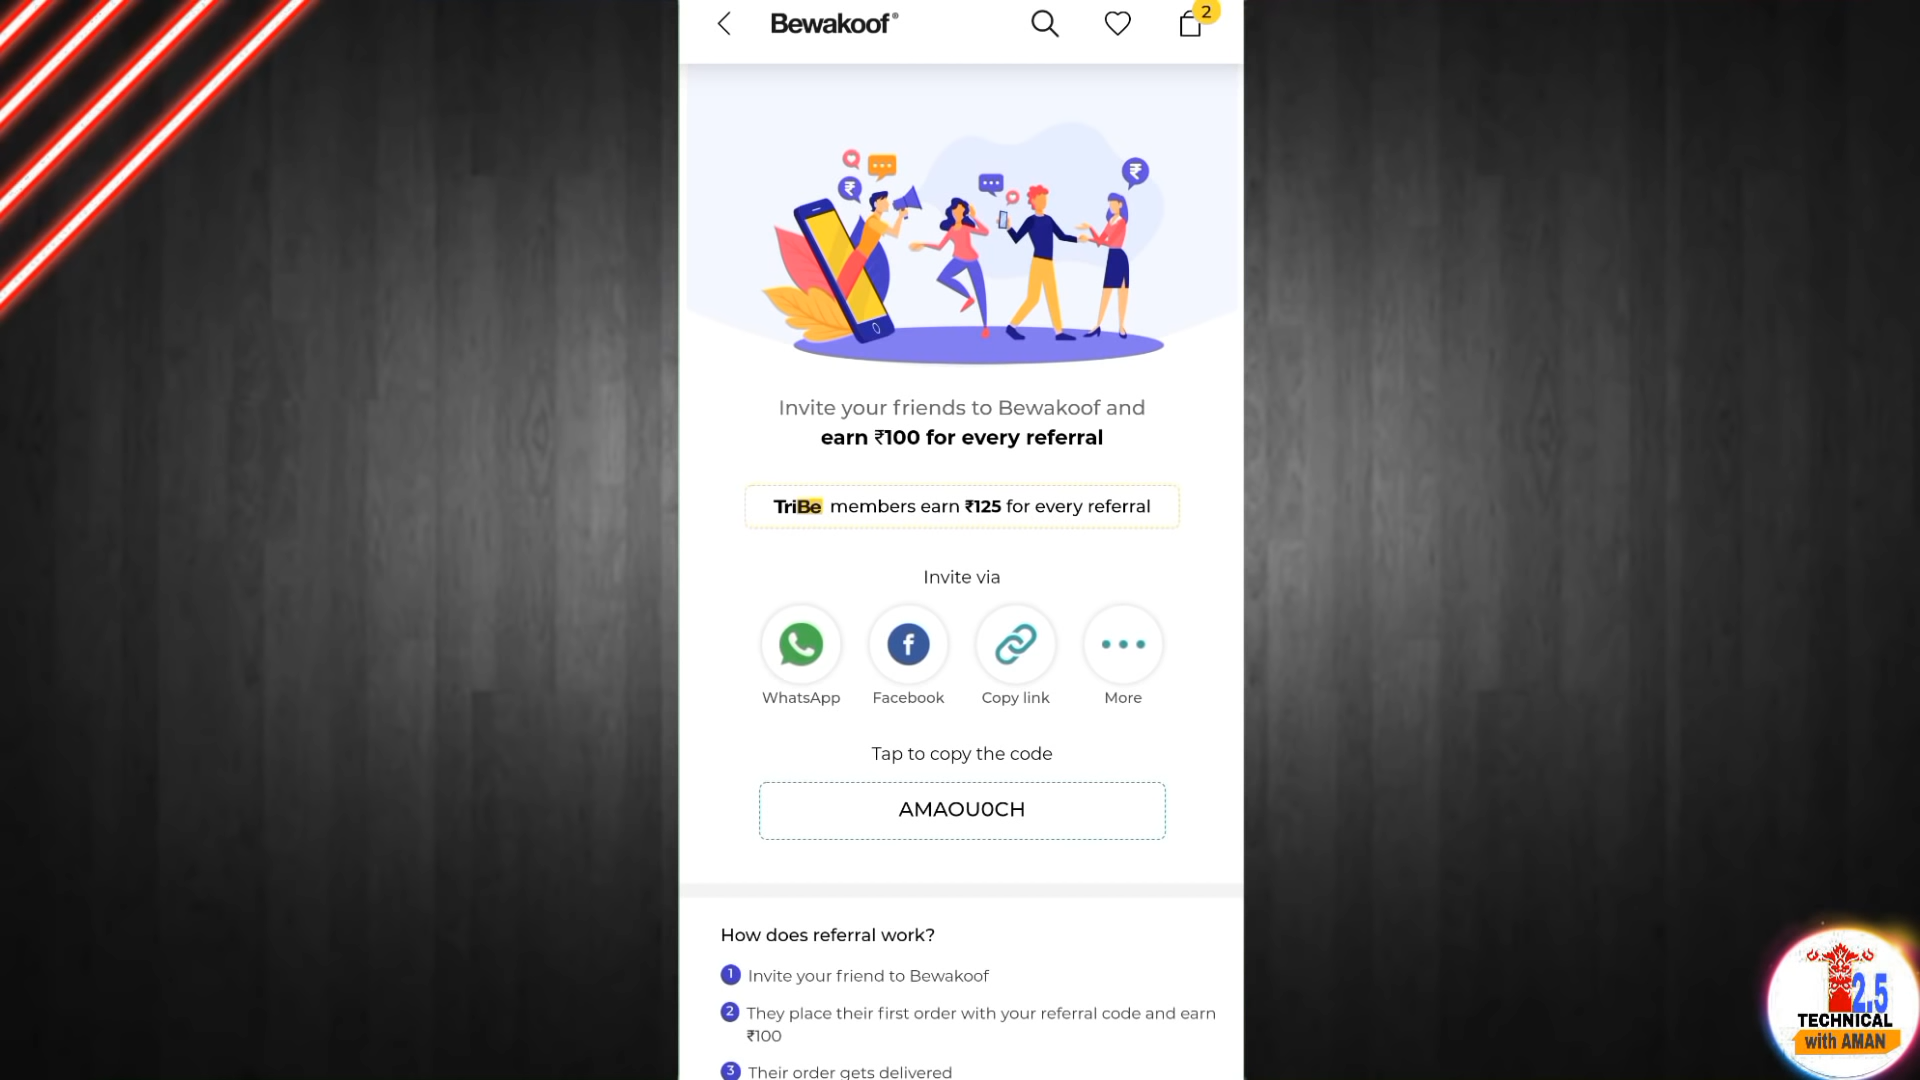 Bewakoof®
2
Invite your friends to Bewakoof and
earn ₹100 for every referral
TriBe members earn ₹125 for every referral
Invite via
WhatsApp Facebook Copy link More
Tap to copy the code
AMAOU0CH
How does referral work?
1 Invite your friend to Bewakoof
2 They place their first order with your referral code and earn
₹100
3 Their order gets delivered
2.5
TECHNICAL
with AMAN